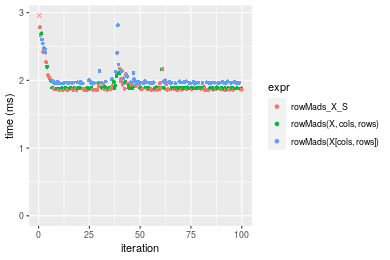 3
2
1
0
time (ms)
0
25
50
75
100
iteration
expr
rowMads_X_S
rowMads(X, cols, rows)
rowMads(X[cols, rows])